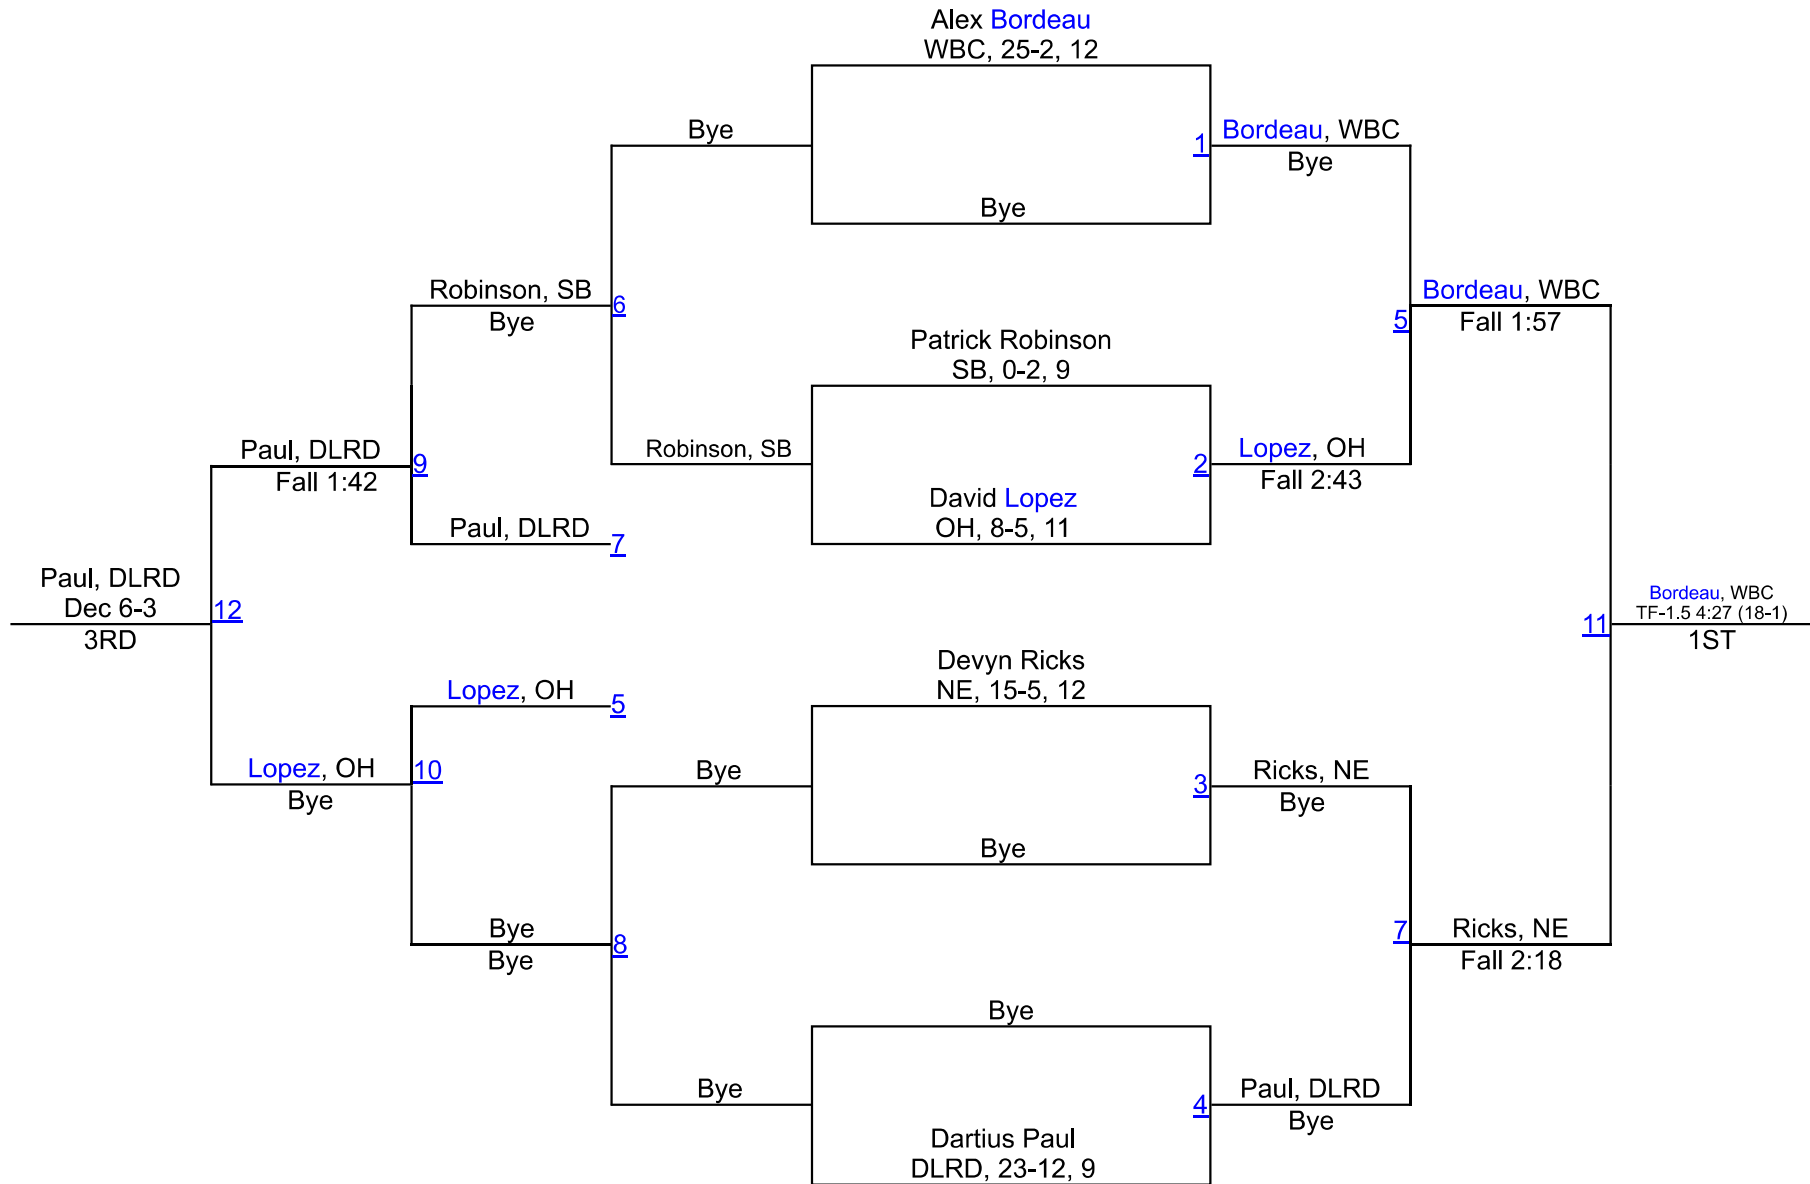 Alex Bordeau
WBC, 25-2, 12
Bye
1
Bordeau, WBC
Bye
Bye
Robinson, SB
Bye
6
Bordeau, WBC
Fall 1:57
5
Patrick Robinson
SB, 0-2, 9
Paul, DLRD
Fall 1:42
9
Robinson, SB
2
Lopez, OH
Fall 2:43
David Lopez
OH, 8-5, 11
Paul, DLRD
7
Paul, DLRD
Dec 6-3
3RD
12
11
Bordeau, WBC
TF-1.5 4:27 (18-1)
1ST
Devyn Ricks
NE, 15-5, 12
Lopez, OH
5
Lopez, OH
Bye
10
Bye
3
Ricks, NE
Bye
Bye
Bye
Bye
8
7
Ricks, NE
Fall 2:18
Bye
Bye
4
Paul, DLRD
Bye
Dartius Paul
DLRD, 23-12, 9